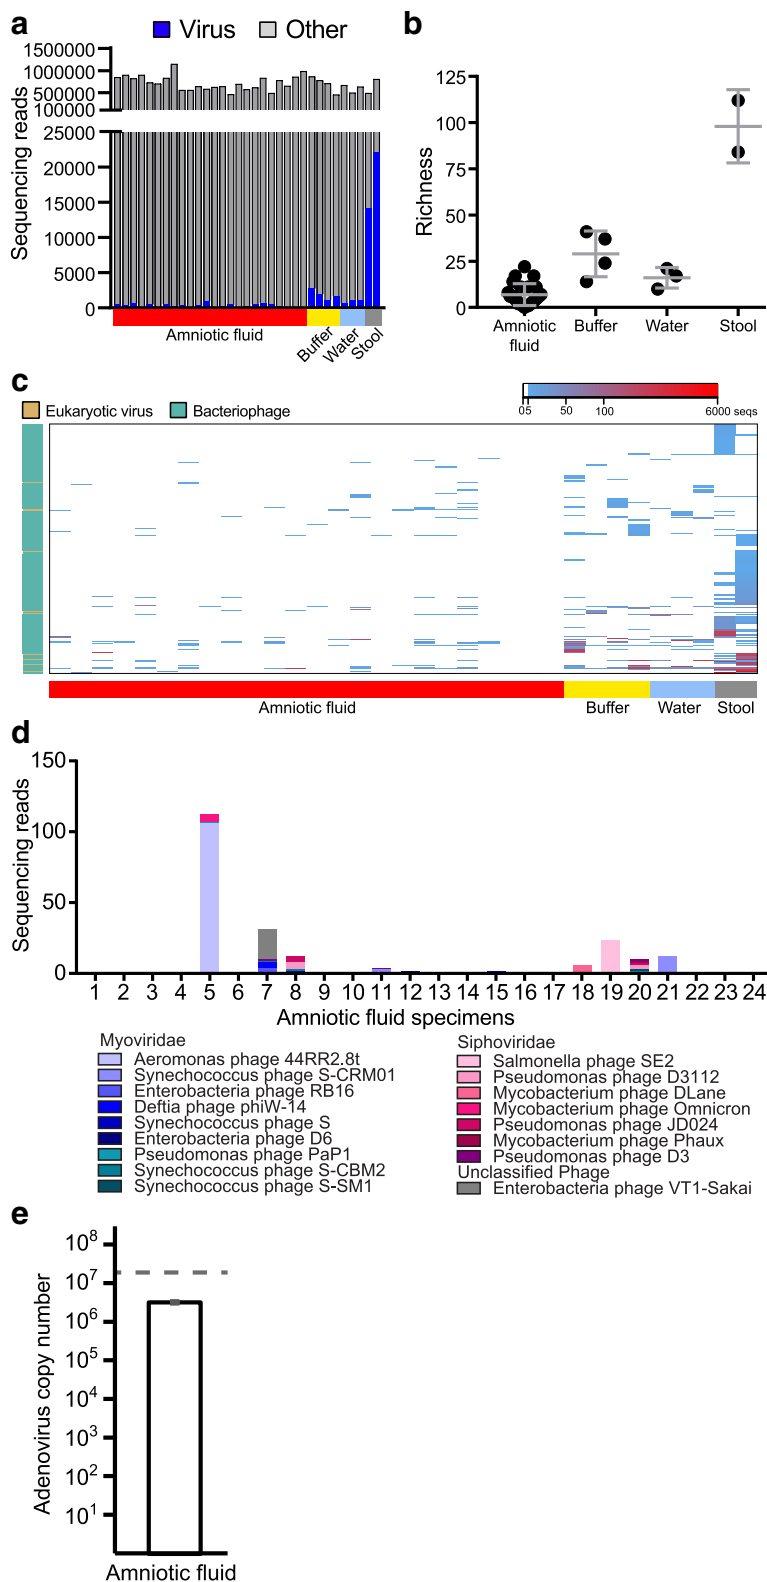 a
Virus
Other
Sequencing reads
1500000
1000000
500000
100000
25000
20000
15000
10000
5000
0
Amniotic fluid
Buffer
Water
Stool
b
Richness
125
100
75
50
25
0
Amniotic
fluid
Buffer
Water
Stool
c
Eukaryotic virus
Bacteriophage
0 5 50 100 6000 seqs
Amniotic fluid
Buffer
Water
Stool
d
Sequencing reads
150
100
50
0
1 2 3 4 5 6 7 8 9 10 11 12 13 14 15 16 17 18 19 20 21 22 23 24
Amniotic fluid specimens
Myoviridae
Aeromonas phage 44RR2.8t
Synechococcus phage S-CRM01
Enterobacteria phage RB16
Deftia phage phiW-14
Synechococcus phage S
Enterobacteria phage D6
Pseudomonas phage PaP1
Synechococcus phage S-CBM2
Synechococcus phage S-SM1
Siphoviridae
Salmonella phage SE2
Pseudomonas phage D3112
Mycobacterium phage DLane
Mycobacterium phage Omnicron
Pseudomonas phage JD024
Mycobacterium phage Phaux
Pseudomonas phage D3
Unclassified Phage
Enterobacteria phage VT1-Sakai
e
Adenovirus copy number
10⁸
10⁷
10⁶
10⁵
10⁴
10³
10²
10¹
Amniotic fluid